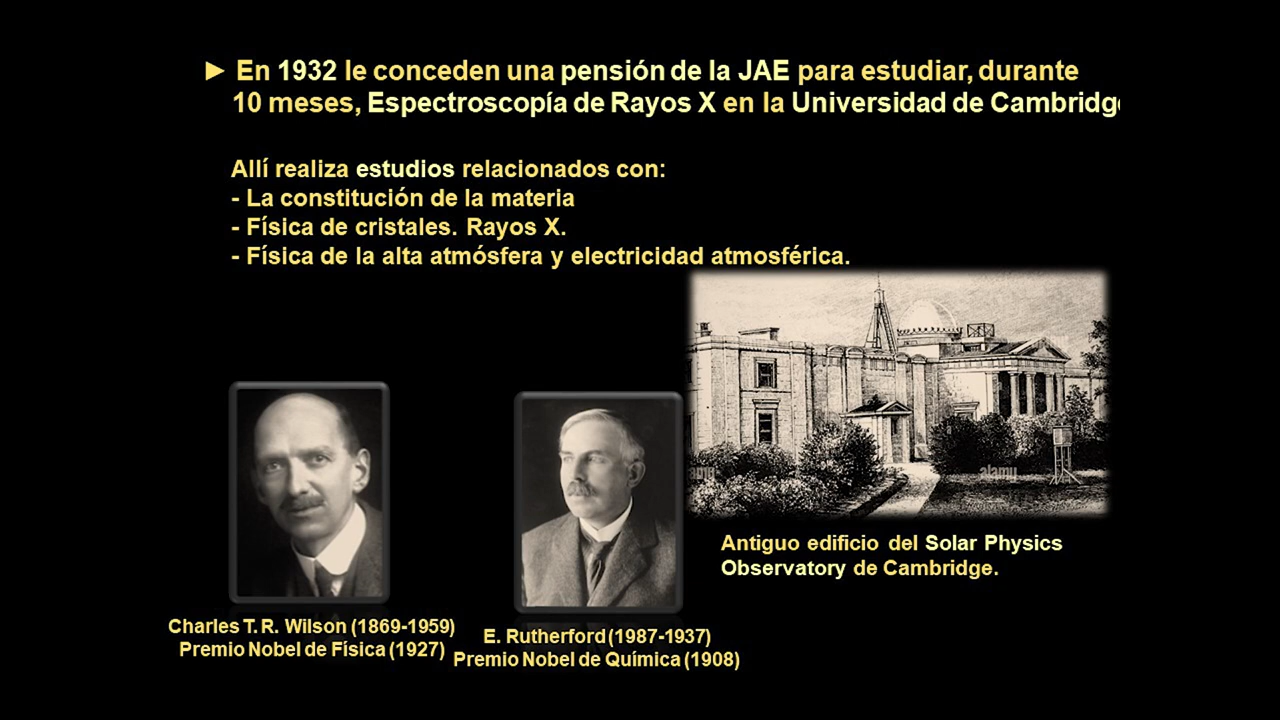 ► En 1932 le conceden una pensión de la JAE para estudiar, durante
10 meses, Espectroscopía de Rayos X en la Universidad de Cambridge
Allí realiza estudios relacionados con:
- La constitución de la materia
- Física de cristales. Rayos X.
- Física de la alta atmósfera y electricidad atmosférica.
alamy
Antiguo edificio del Solar Physics
Observatory de Cambridge.
Charles T. R. Wilson (1869-1959)
Premio Nobel de Física (1927)
E. Rutherford (1987-1937)
Premio Nobel de Química (1908)